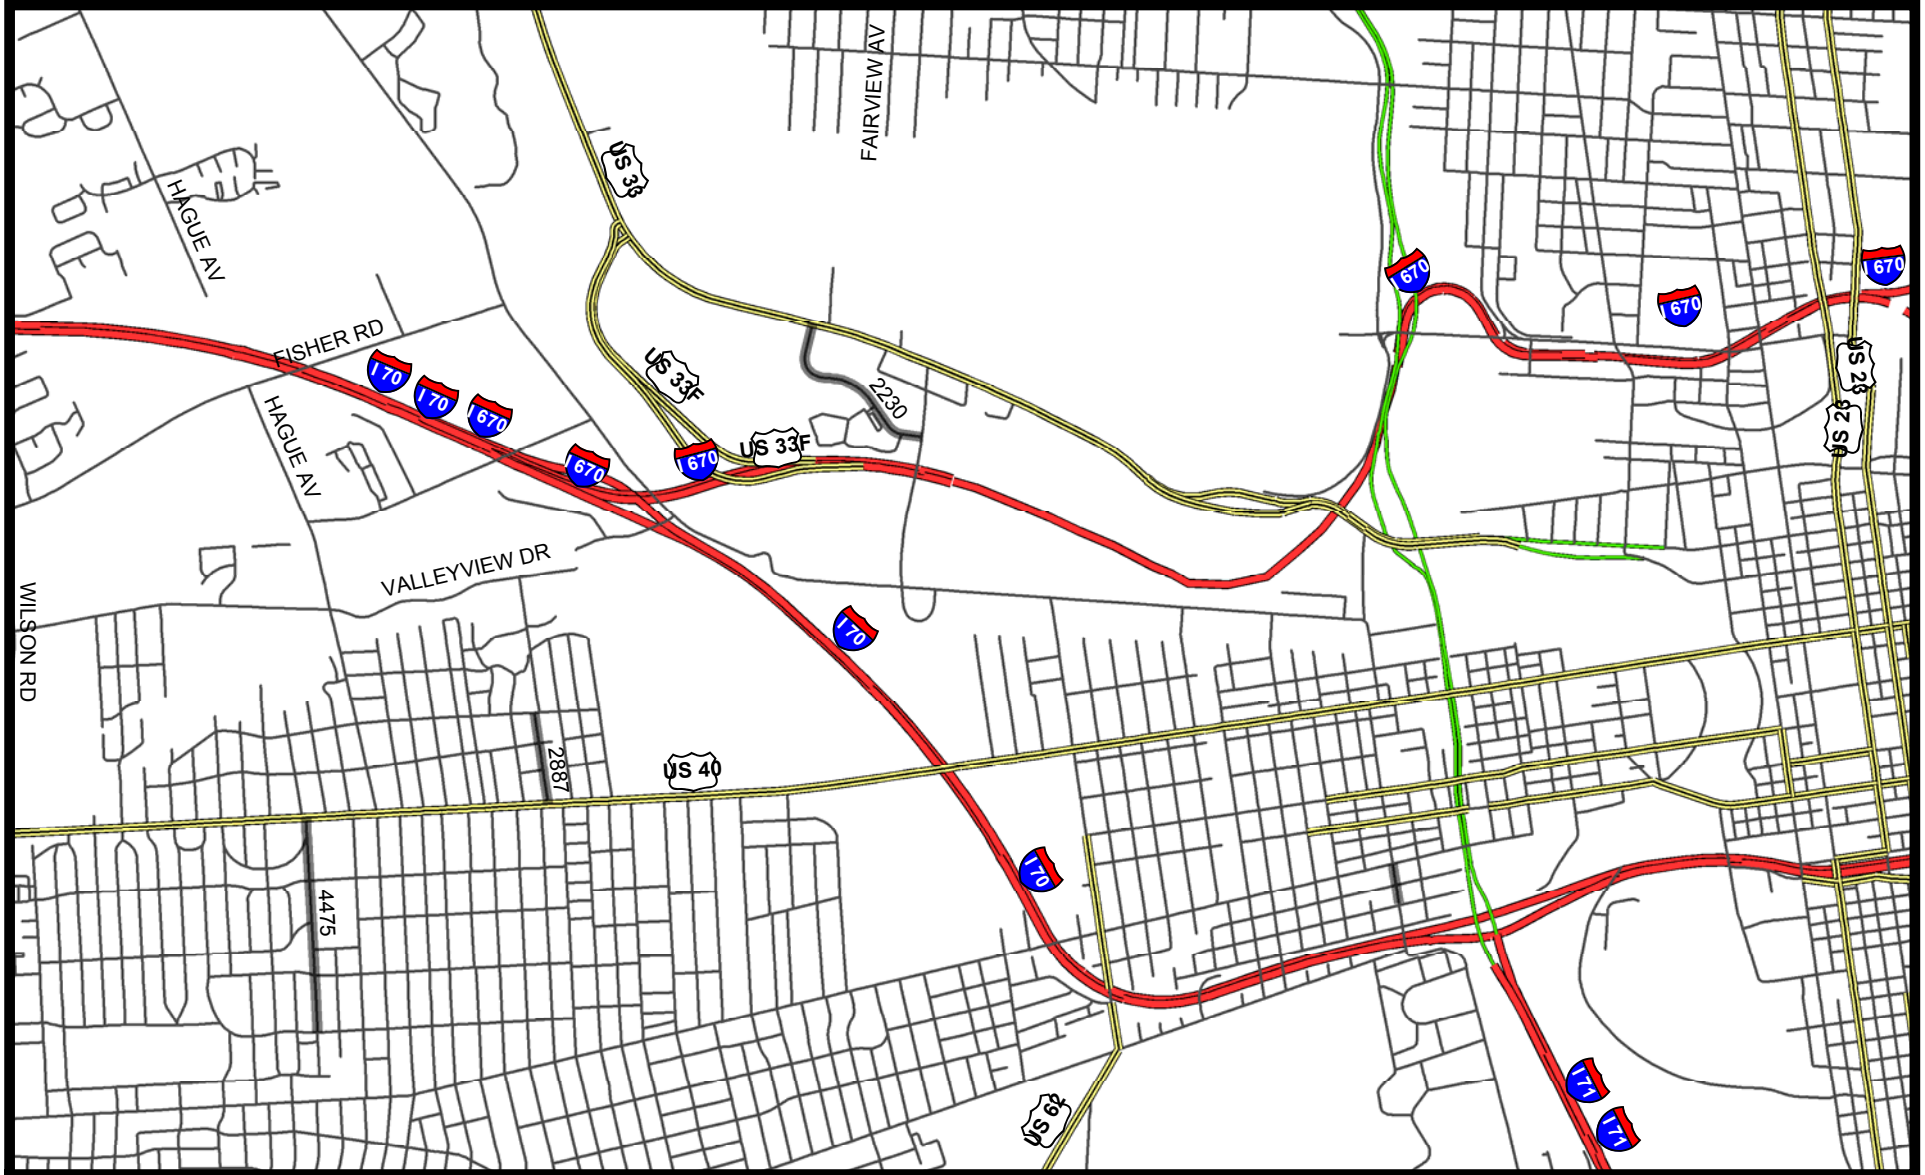 FAIRVIEW AV
US 33
HAGUE AV
I 670
I 670
I 670
FISHER RD
I 70
I 70
I 670
US 33F
2230
US 23
US 23
HAGUE AV
I 670
I 670
US 33F
VALLEYVIEW DR
WILSON RD
I 70
2887
US 40
I 70
4475
US 62
I 71
I 71